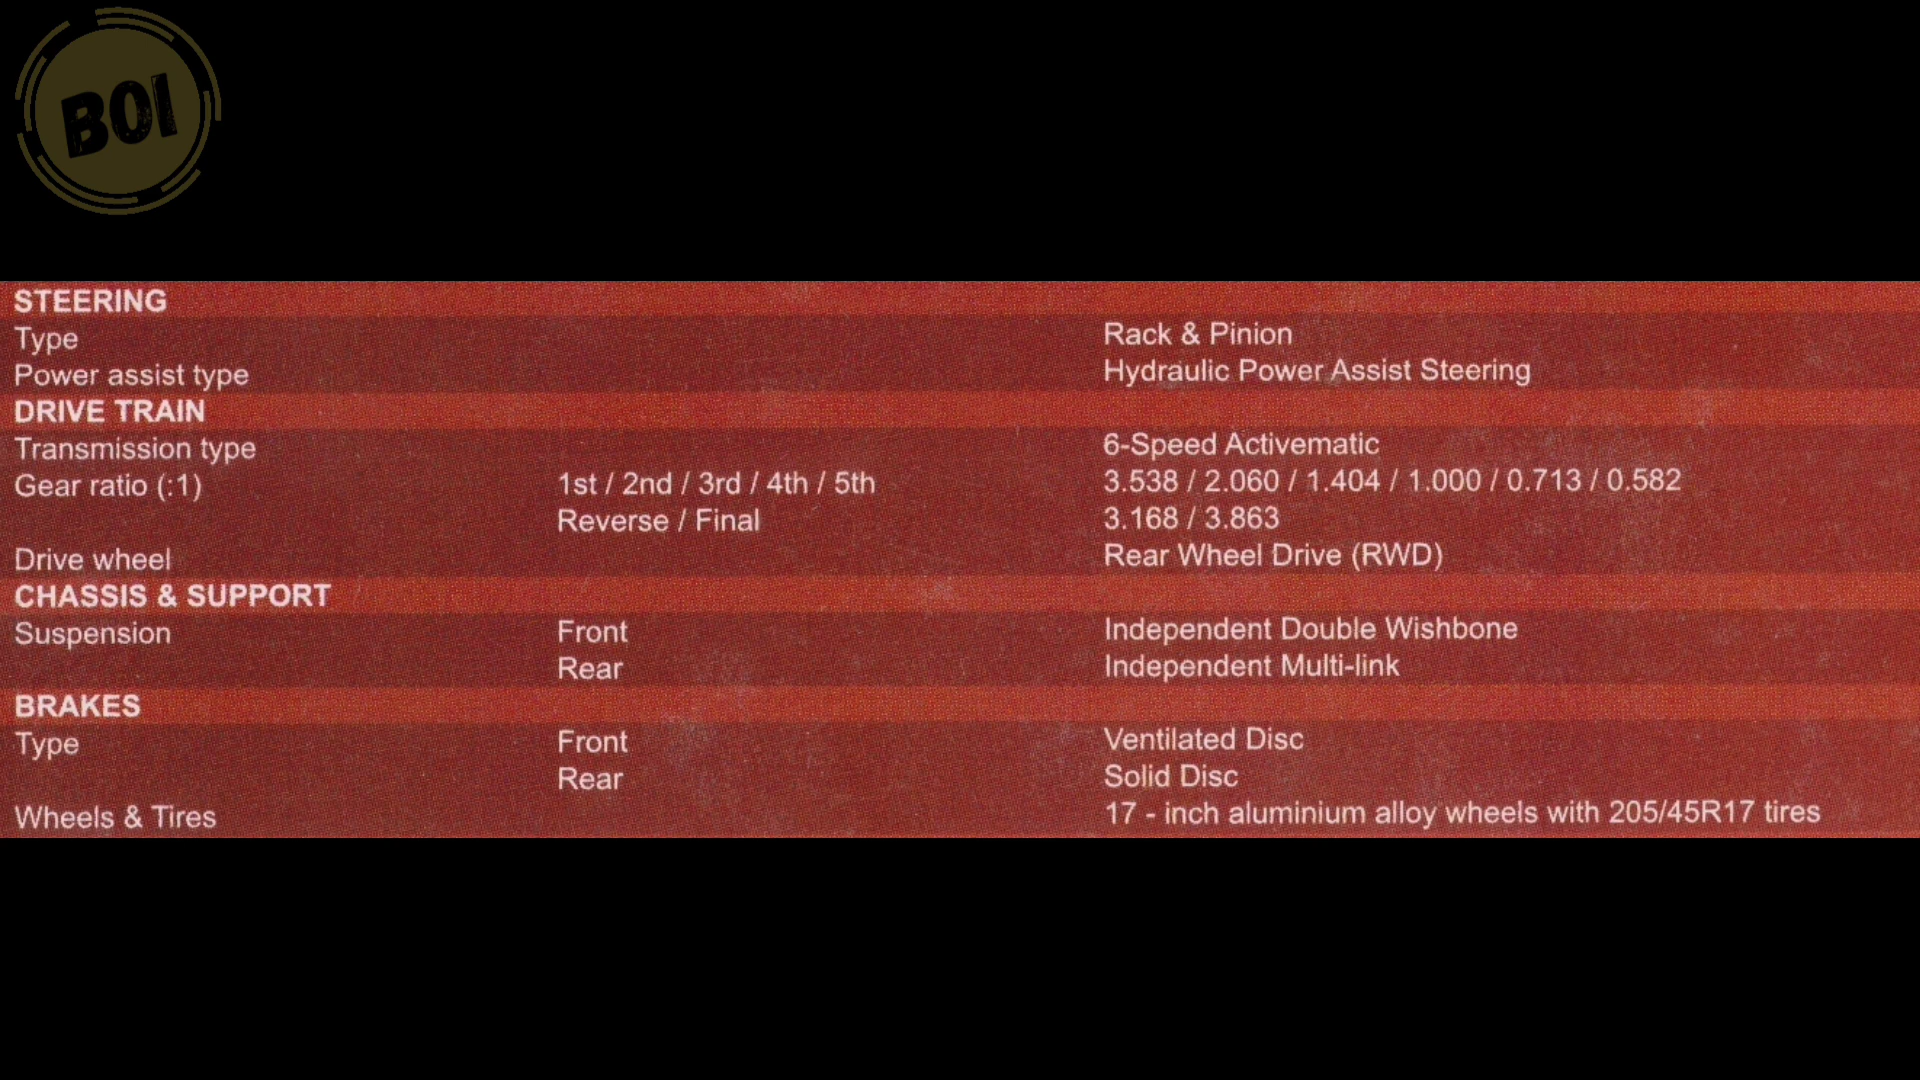 BOI
STEERING
Type Rack & Pinion
Power assist type Hydraulic Power Assist Steering
DRIVE TRAIN
Transmission type 6-Speed Activematic
Gear ratio (:1) 1st / 2nd / 3rd / 4th / 5th 3.538 / 2.060 / 1.404 / 1.000 / 0.713 / 0.582
Reverse / Final 3.168 / 3.863
Drive wheel Rear Wheel Drive (RWD)
CHASSIS & SUPPORT
Suspension Front Independent Double Wishbone
Rear Independent Multi-link
BRAKES
Type Front Ventilated Disc
Rear Solid Disc
Wheels & Tires 17 - inch aluminium alloy wheels with 205/45R17 tires